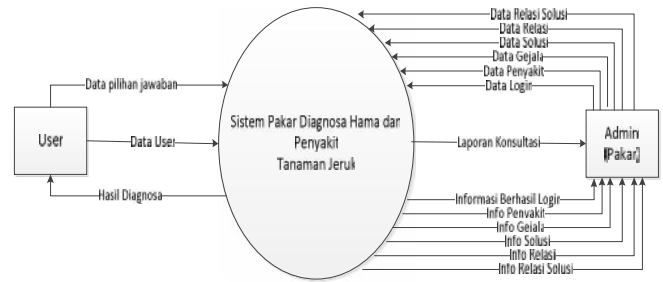 Data Relasi Solusi
Data Relasi
Data Solusi
Data Gejala
Data Penyakit
Data Login
Data pilihan jawaban
User
Data User
Hasil Diagnosa
Sistem Pakar Diagnosa Hama dan
Penyakit
Tanaman Jeruk
Laporan Konsultasi
Admin
(Pakar)
Informasi Berhasil Login
Info Penyakit
Info Gejala
Info Solusi
Info Relasi
Info Relasi Solusi